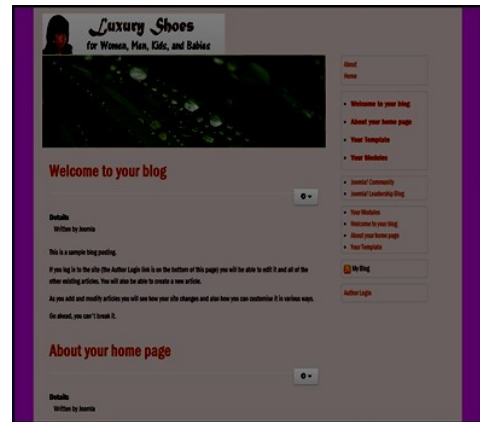 Luxury Shoes
for Women, Men, Kids, and Babies
About
Home
Welcome to your blog
About your home page
Your Template
Your Modules
Joomla! Community
Joomla! Leadership Blog
Your Modules
Welcome to your blog
About your home page
Your Template
My Blog
Author Login
Welcome to your blog
Details
Written by Joomla
This is a sample blog posting.
If you log in to the site (the Author Login link is on the bottom of this page) you will be able to edit it and all of the
other existing articles. You will also be able to create a new article.
As you add and modify articles you will see how your site changes and also how you can customise it in various ways.
Go ahead, you can't break it.
About your home page
Details
Written by Joomla